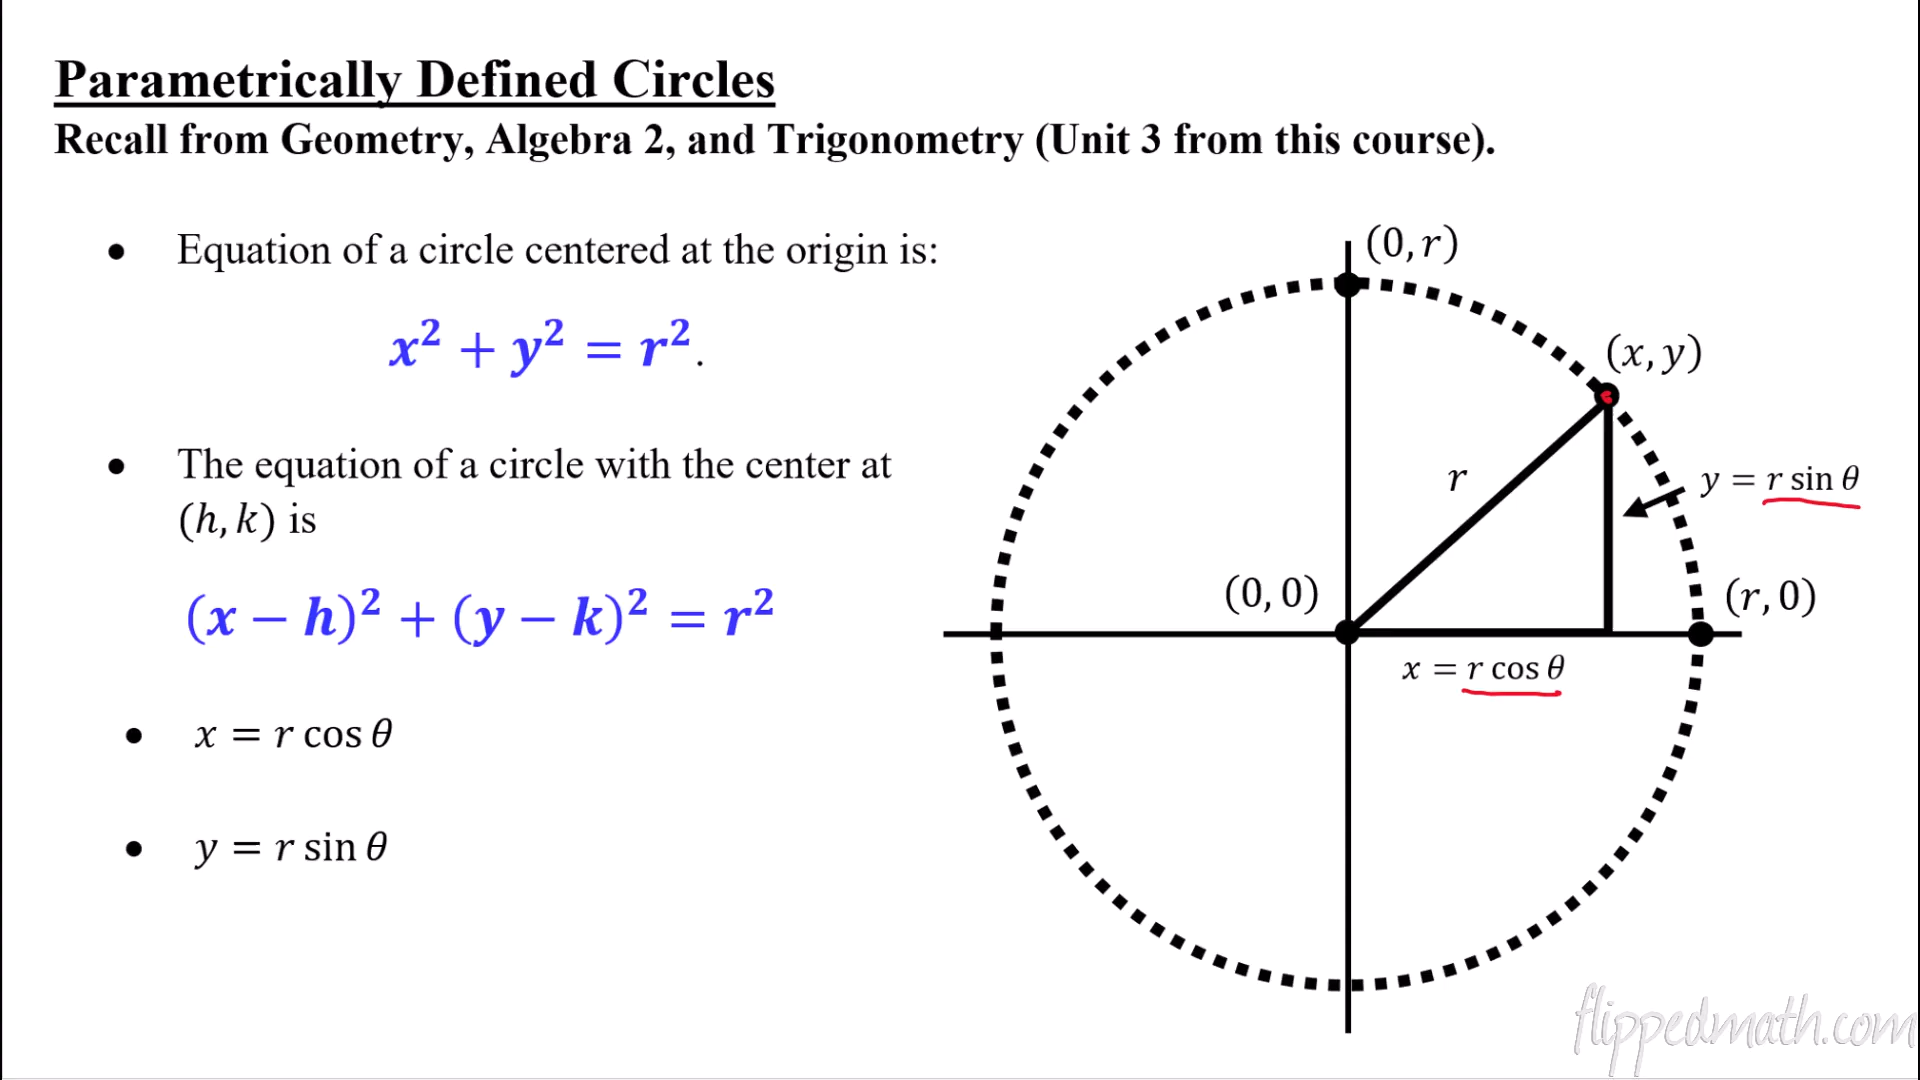 Parametrically Defined Circles
Recall from Geometry, Algebra 2, and Trigonometry (Unit 3 from this course).
• Equation of a circle centered at the origin is:
x² + y² = r².
• The equation of a circle with the center at
(h, k) is
(x − h)² + (y − k)² = r²
• x = r cos θ
• y = r sin θ
(0, r)
(x, y)
r
y = r sin θ
(0, 0)
(r, 0)
x = r cos θ
flippedmath.com